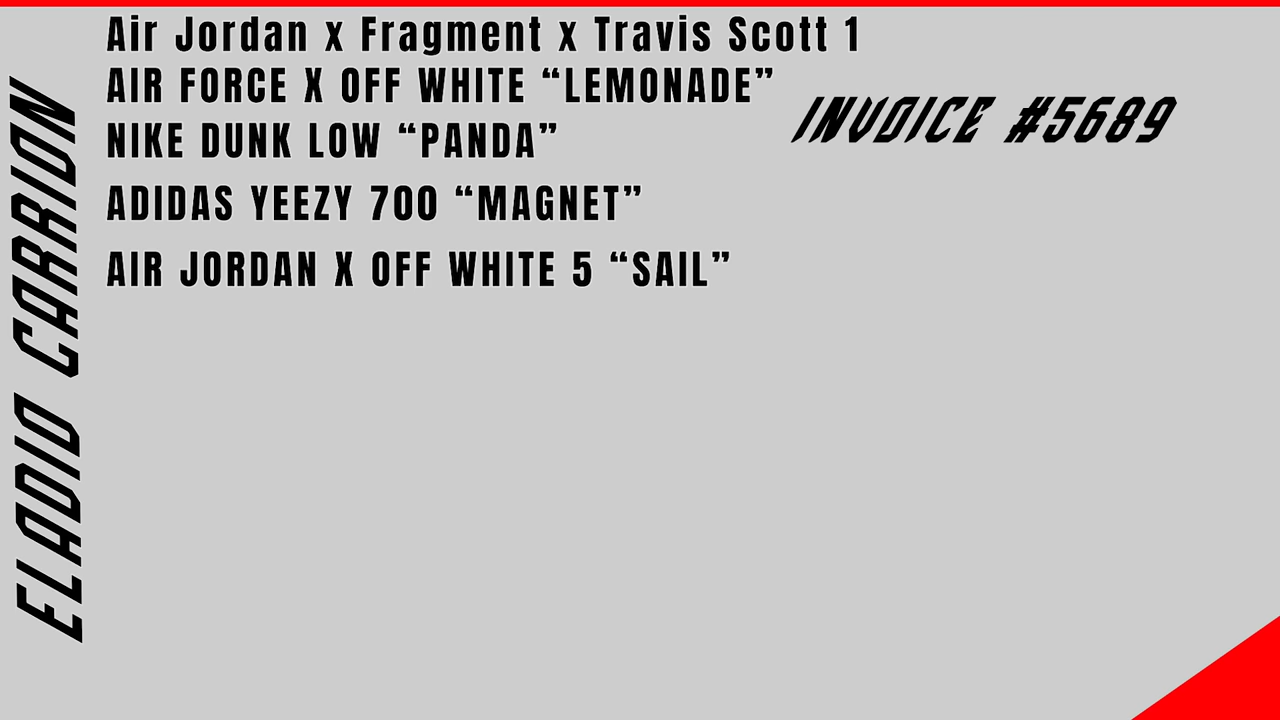 Air Jordan x Fragment x Travis Scott 1
AIR FORCE X OFF WHITE “LEMONADE”
INVOICE #5689
NIKE DUNK LOW “PANDA”
ADIDAS YEEZY 700 “MAGNET”
AIR JORDAN X OFF WHITE 5 “SAIL”
ELADIO CARRION